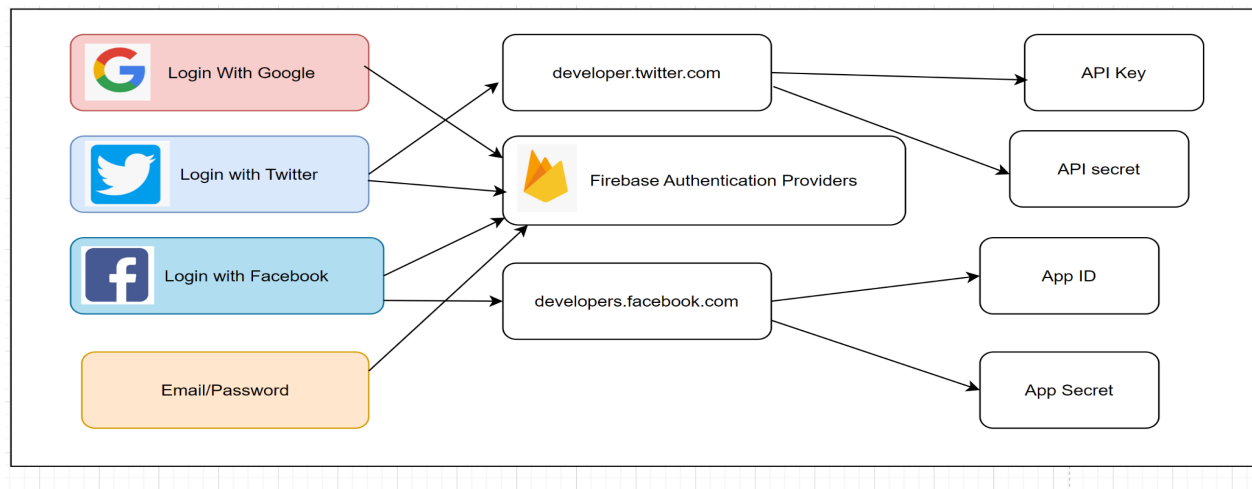 Login With Google
developer.twitter.com
API Key
Login with Twitter
Firebase Authentication Providers
API secret
Login with Facebook
developers.facebook.com
App ID
Email/Password
App Secret